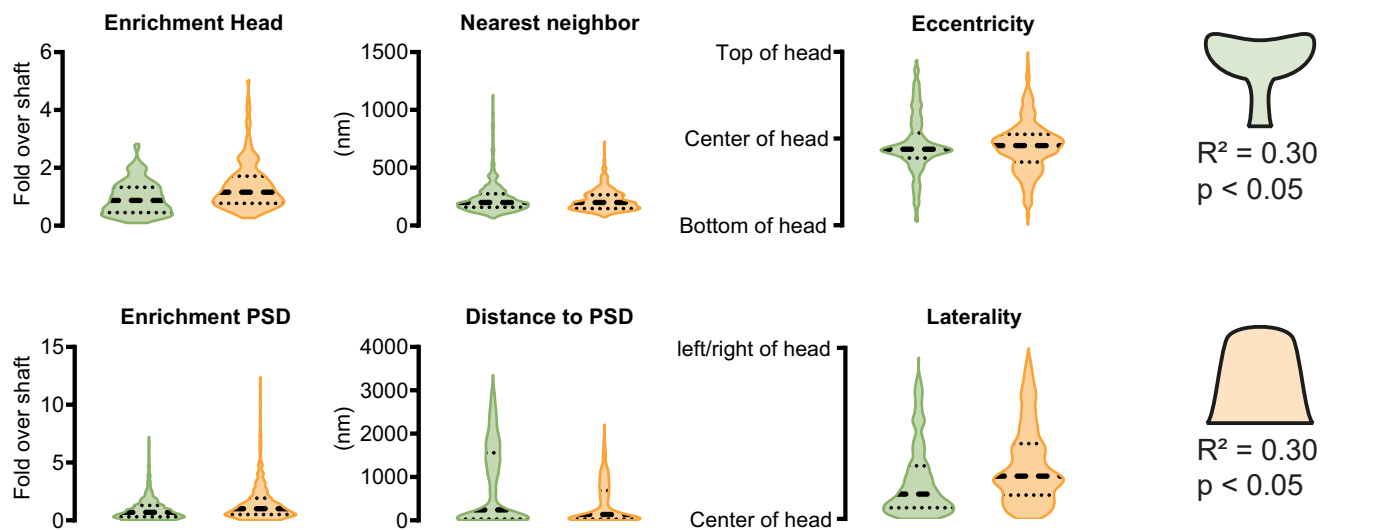 Enrichment Head
Fold over shaft
6
4
2
0
Nearest neighbor
(nm)
1500
1000
500
0
Eccentricity
Top of head
Center of head
Bottom of head
R² = 0.30
p < 0.05
Enrichment PSD
Fold over shaft
15
10
5
0
Distance to PSD
(nm)
4000
3000
2000
1000
0
Laterality
left/right of head
Center of head
R² = 0.30
p < 0.05